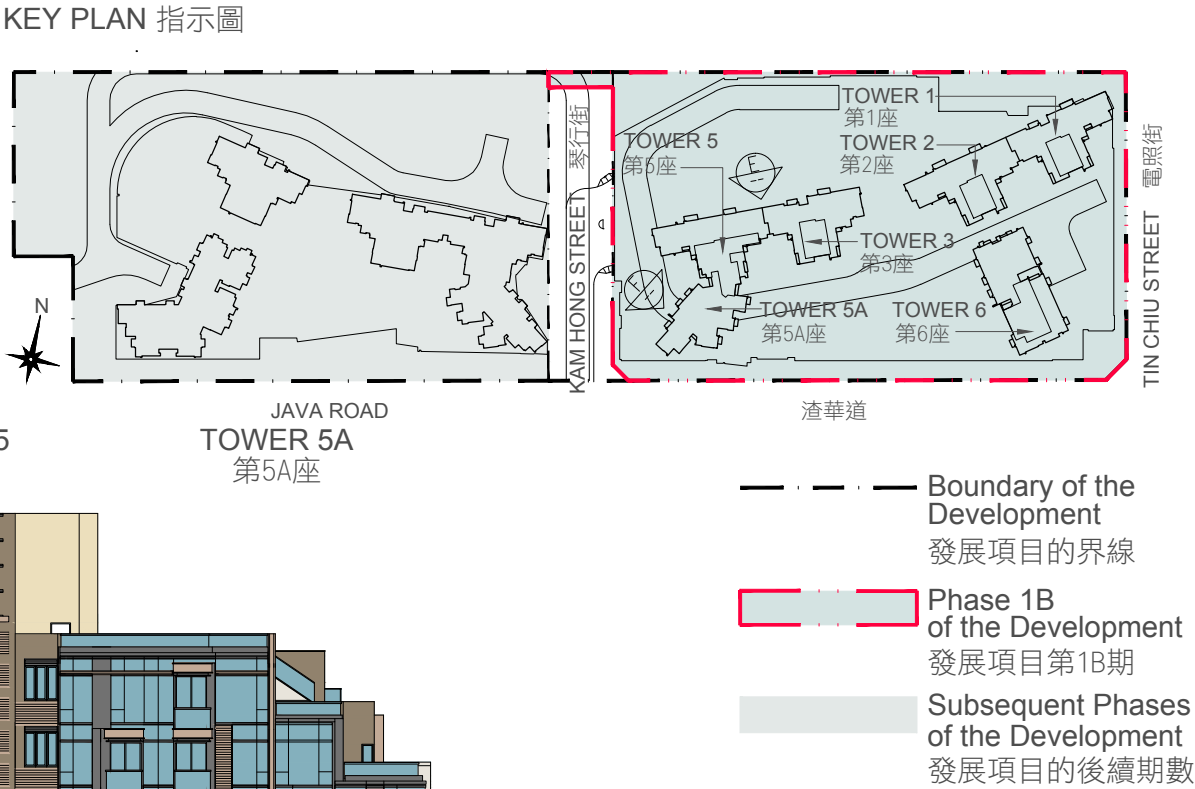 KEY PLAN 指示圖
TOWER 1
第1座
TOWER 2
第2座
TOWER 5
第5座
TOWER 3
第3座
TOWER 5A
第5A座
TOWER 6
第6座
KAM HONG STREET 琴行街
TIN CHIU STREET 電照街
N
E
F
JAVA ROAD
渣華道
5
TOWER 5A
第5A座
Boundary of the
Development
發展項目的界線
Phase 1B
of the Development
發展項目第1B期
Subsequent Phases
of the Development
發展項目的後續期數